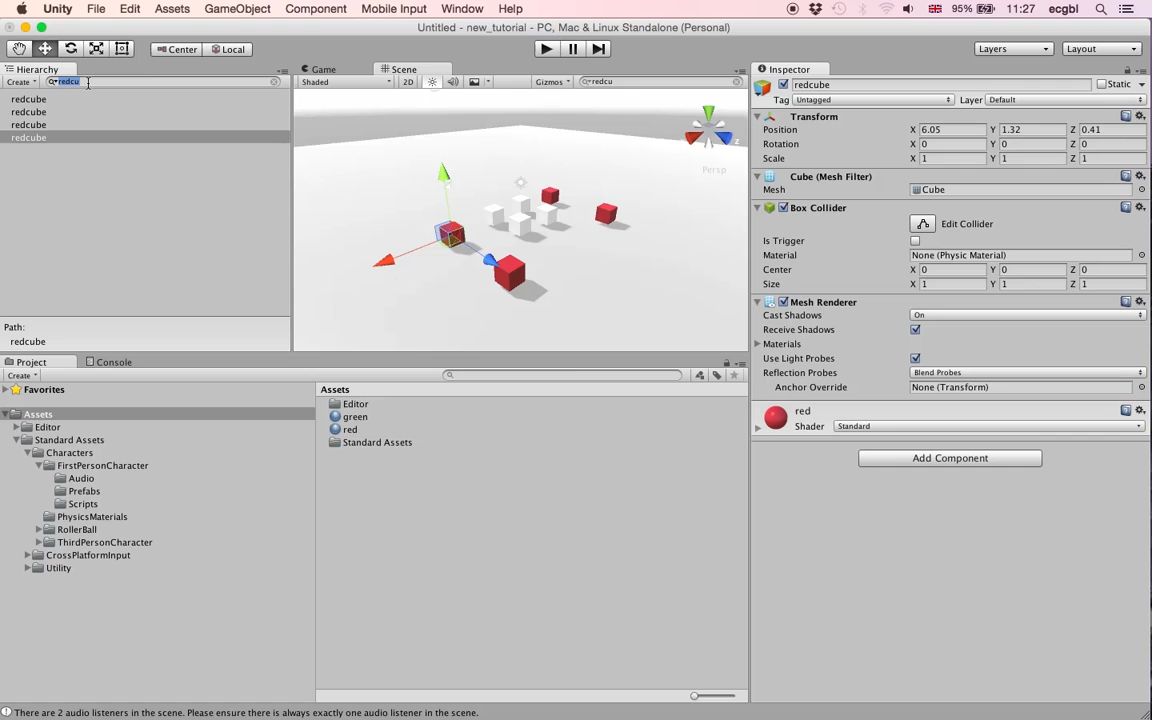 Unity File Edit Assets GameObject Component Mobile Input Window Help 95% 11:27 ecgbl
Untitled - new_tutorial - PC, Mac & Linux Standalone (Personal)
Center Local Layers Layout
Hierarchy Game Scene Inspector
Create redcu Shaded 2D Gizmos redcu redcube Static
redcube Tag Untagged Layer Default
redcube Transform
redcube Position X 6.05 Y 1.32 Z 0.41
redcube Rotation X 0 Y 0 Z 0
Scale X 1 Y 1 Z 1
Persp
Cube (Mesh Filter)
Mesh Cube
Box Collider
Edit Collider
Is Trigger
Material None (Physic Material)
Center X 0 Y 0 Z 0
Size X 1 Y 1 Z 1
Mesh Renderer
Cast Shadows On
Path: Receive Shadows
redcube Materials
Use Light Probes
Project Console Reflection Probes Blend Probes
Create Anchor Override None (Transform)
Favorites Assets
Assets Editor red
Editor green Shader Standard
Standard Assets red
Characters Standard Assets Add Component
FirstPersonCharacter
Audio
Prefabs
Scripts
PhysicsMaterials
RollerBall
ThirdPersonCharacter
CrossPlatformInput
Utility
There are 2 audio listeners in the scene. Please ensure there is always exactly one audio listener in the scene.